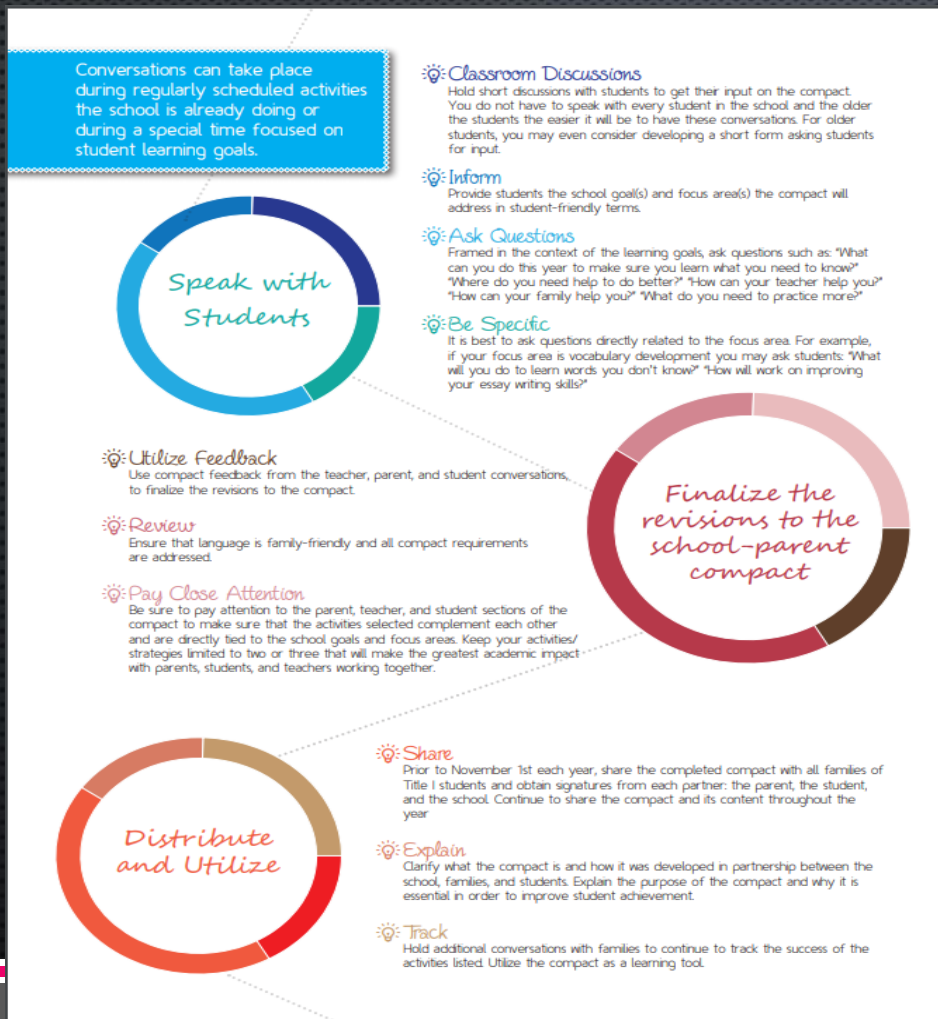 Conversations can take place
during regularly scheduled activities
the school is already doing or
during a special time focused on
student learning goals.
Speak with
Students
Classroom Discussions
Hold short discussions with students to get their input on the compact.
You do not have to speak with every student in the school and the older
the students the easier it will be to have these conversations. For older
students, you may even consider developing a short form asking students
for input.
Inform
Provide students the school goal(s) and focus area(s) the compact will
address in student-friendly terms.
Ask Questions
Framed in the context of the learning goals, ask questions such as: "What
can you do this year to make sure you learn what you need to know?"
"Where do you need help to do better?" "How can your teacher help you?"
"How can your family help you?" "What do you need to practice more?"
Be Specific
It is best to ask questions directly related to the focus area. For example,
if your focus area is vocabulary development you may ask students: "What
will you do to learn words you don't know?" "How will work on improving
your essay writing skills?"
Finalize the
revisions to the
school-parent
compact
Utilize Feedback
Use compact feedback from the teacher, parent, and student conversations,
to finalize the revisions to the compact.
Review
Ensure that language is family-friendly and all compact requirements
are addressed.
Pay Close Attention
Be sure to pay attention to the parent, teacher, and student sections of the
compact to make sure that the activities selected complement each other
and are directly tied to the school goals and focus areas. Keep your activities/
strategies limited to two or three that will make the greatest academic impact
with parents, students, and teachers working together.
Distribute
and Utilize
Share
Prior to November 1st each year, share the completed compact with all families of
Title I students and obtain signatures from each partner: the parent, the student,
and the school. Continue to share the compact and its content throughout the
year
Explain
Clarify what the compact is and how it was developed in partnership between the
school, families, and students. Explain the purpose of the compact and why it is
essential in order to improve student achievement.
Track
Hold additional conversations with families to continue to track the success of the
activities listed. Utilize the compact as a learning tool.